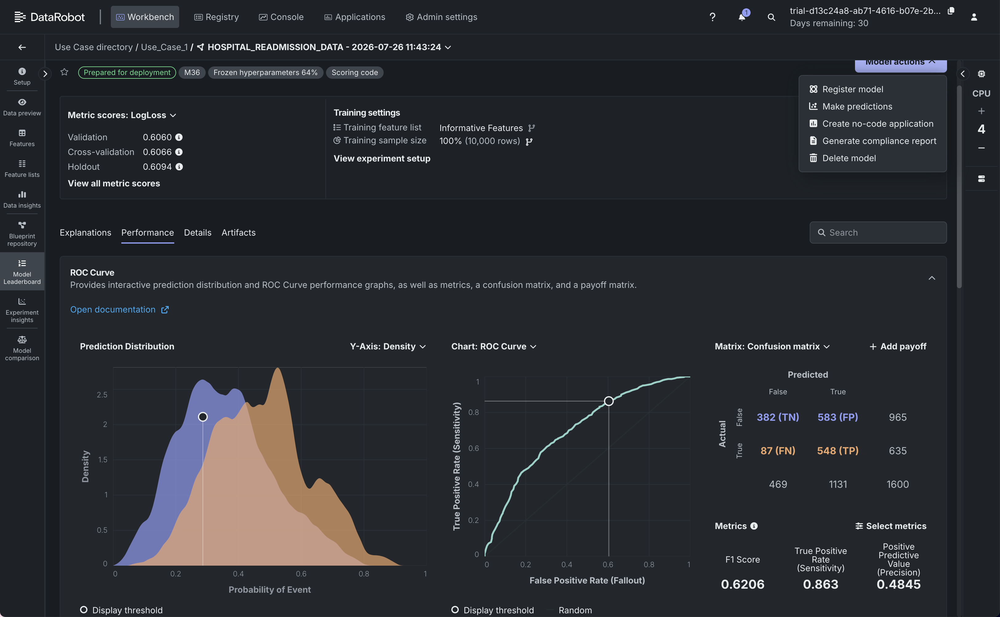 DataRobot
Workbench
Registry
Console
Applications
Admin settings
?
1
trial-d13c24a8-ab71-4616-b07e-2b...
Days remaining: 30
Use Case directory / Use_Case_1 / HOSPITAL_READMISSION_DATA - 2026-07-26 11:43:24
Setup
Data preview
Features
Feature lists
Data insights
Blueprint
repository
Model
Leaderboard
Experiment
insights
Model
comparison
Prepared for deployment
M36
Frozen hyperparameters 64%
Scoring code
Model actions
Register model
Make predictions
Create no-code application
Generate compliance report
Delete model
CPU
+
4
−
Metric scores: LogLoss
Validation 0.6060
Cross-validation 0.6066
Holdout 0.6094
View all metric scores
Training settings
Training feature list Informative Features
Training sample size 100% (10,000 rows)
View experiment setup
Explanations
Performance
Details
Artifacts
Search
ROC Curve
Provides interactive prediction distribution and ROC Curve performance graphs, as well as metrics, a confusion matrix, and a payoff matrix.
Open documentation
Prediction Distribution
Y-Axis: Density
2.5
2
1.5
1
0.5
0
Density
0 0.2 0.4 0.6 0.8 1
Probability of Event
Display threshold
Chart: ROC Curve
1
0.8
0.6
0.4
0.2
0
True Positive Rate (Sensitivity)
0 0.2 0.4 0.6 0.8 1
False Positive Rate (Fallout)
Display threshold
Random
Matrix: Confusion matrix
+ Add payoff
Predicted
False True
Actual
False
382 (TN) 583 (FP) 965
True
87 (FN) 548 (TP) 635
469 1131 1600
Metrics
Select metrics
F1 Score
0.6206
True Positive
Rate
(Sensitivity)
0.863
Positive
Predictive
Value
(Precision)
0.4845